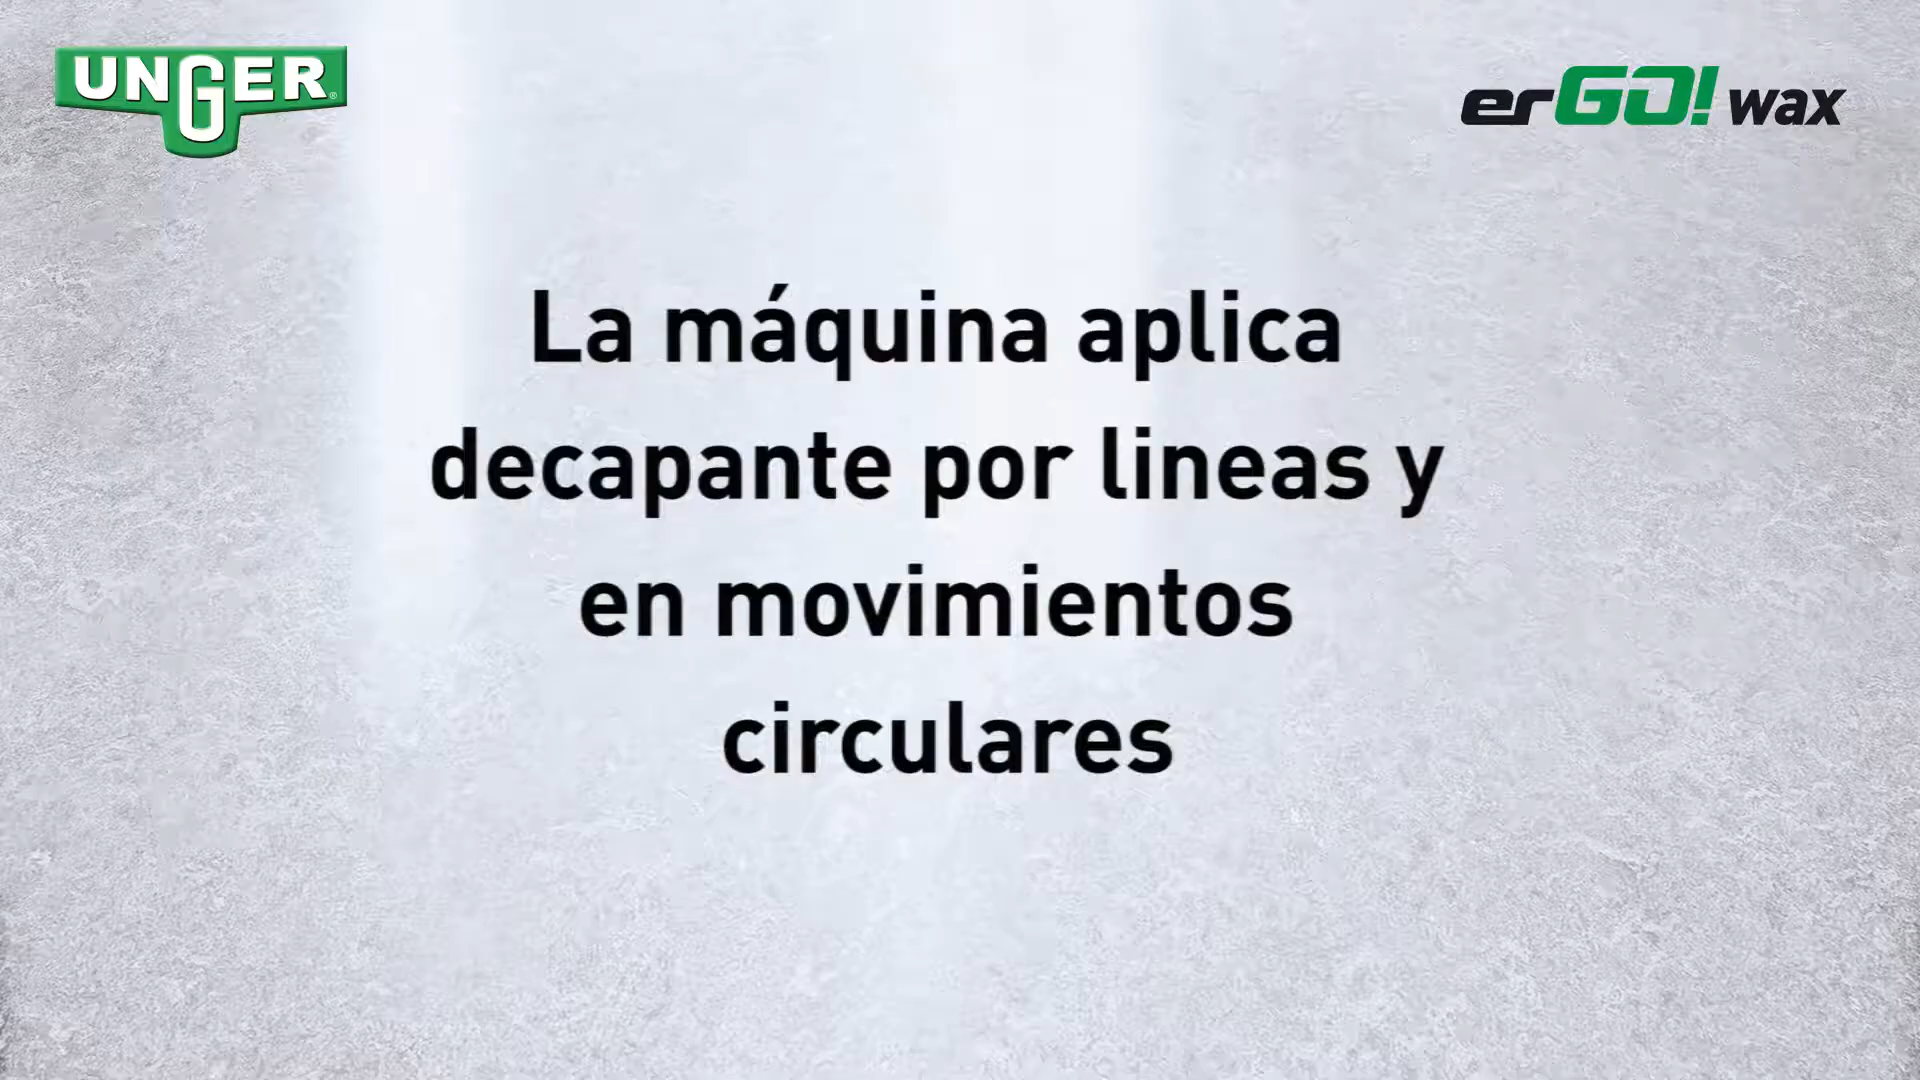 UNGER
erGO! wax
La máquina aplica
decapante por lineas y
en movimientos
circulares